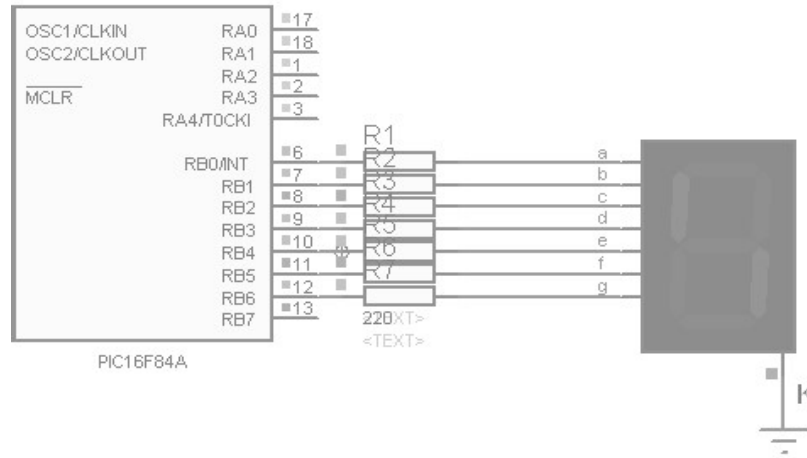 OSC1/CLKIN RA0 17
OSC2/CLKOUT RA1 18
RA2 1
MCLR RA3 2
RA4/T0CKI 3
R1
RB0/INT 6 R2 a
RB1 7 R3 b
RB2 8 R4 c
RB3 9 R5 d
RB4 10 R6 e
RB5 11 R7 f
RB6 12 g
RB7 13
220
<TEXT>
PIC16F84A
K